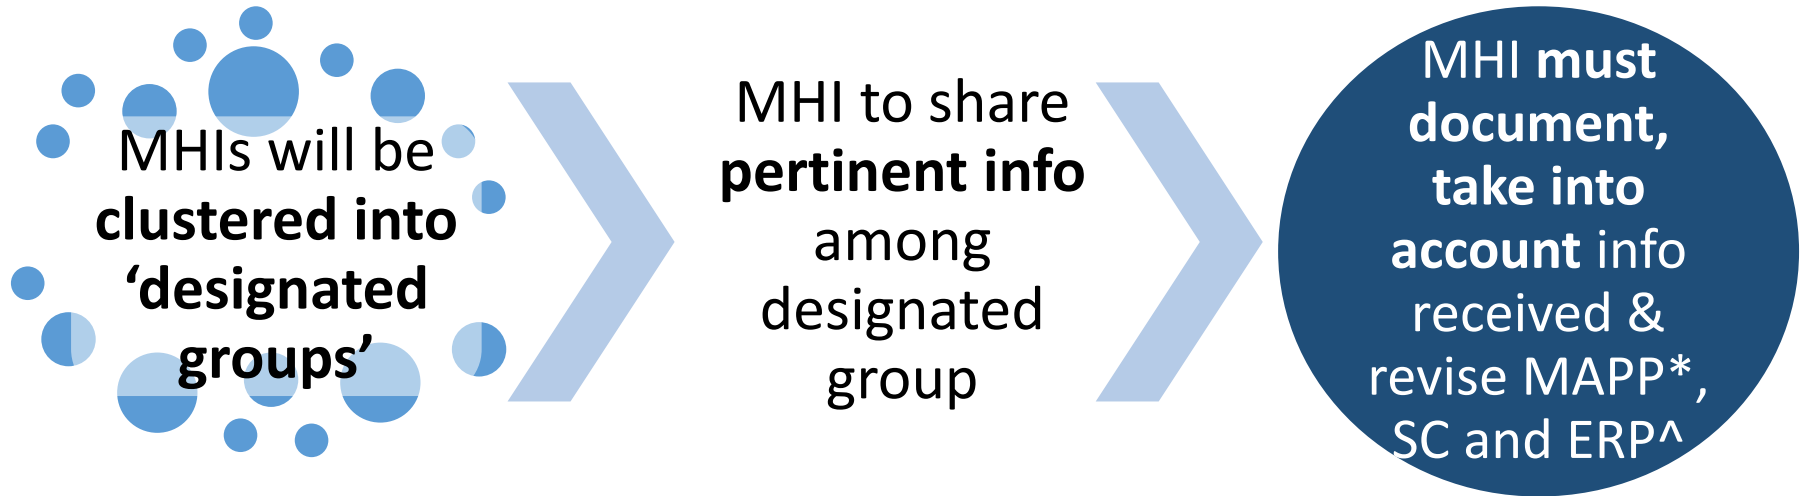 MHIs will be
clustered into
‘designated
groups’
MHI to share
pertinent info
among
designated
group
MHI must
document,
take into
account info
received &
revise MAPP*,
SC and ERP^